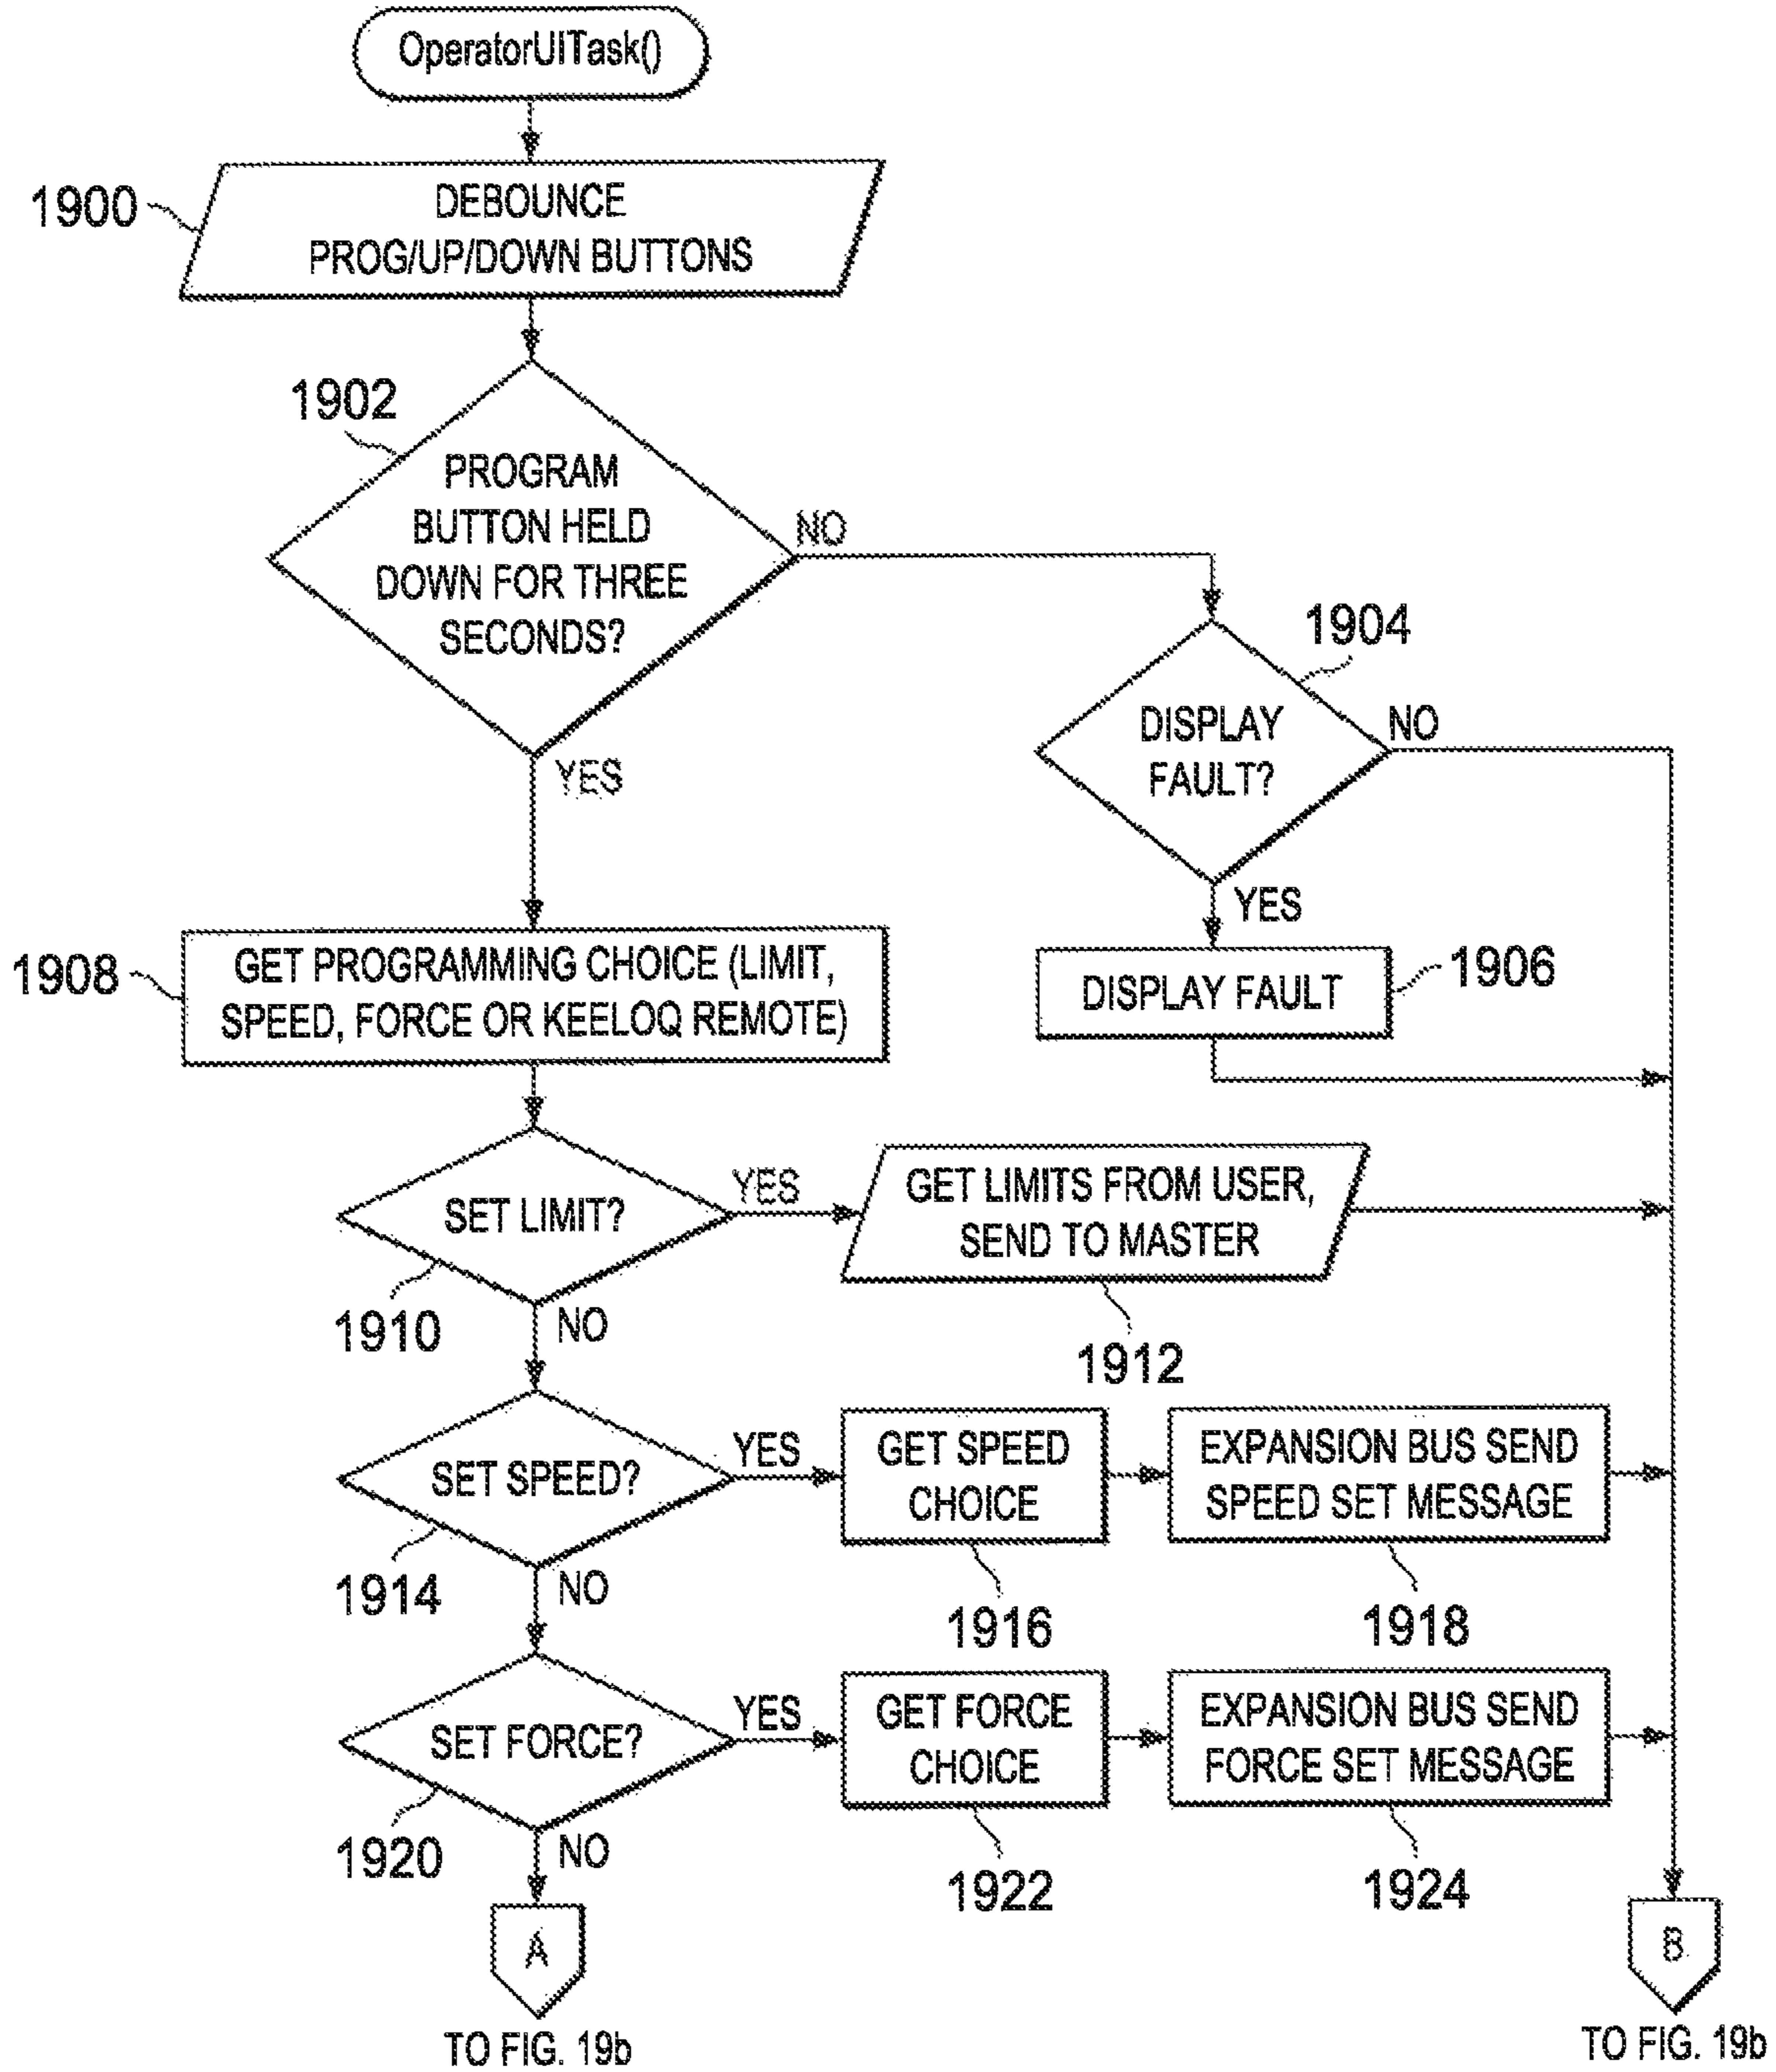 OperatorUITask()
1900
DEBOUNCE
PROG/UP/DOWN BUTTONS
1902
PROGRAM
BUTTON HELD
DOWN FOR THREE
SECONDS?
NO
YES
1904
DISPLAY
FAULT?
NO
YES
DISPLAY FAULT
1906
1908
GET PROGRAMMING CHOICE (LIMIT,
SPEED, FORCE OR KEELOQ REMOTE)
SET LIMIT?
YES
1910
NO
GET LIMITS FROM USER,
SEND TO MASTER
1912
SET SPEED?
YES
1914
NO
GET SPEED
CHOICE
1916
EXPANSION BUS SEND
SPEED SET MESSAGE
1918
SET FORCE?
YES
1920
NO
GET FORCE
CHOICE
1922
EXPANSION BUS SEND
FORCE SET MESSAGE
1924
A
TO FIG. 19b
B
TO FIG. 19b